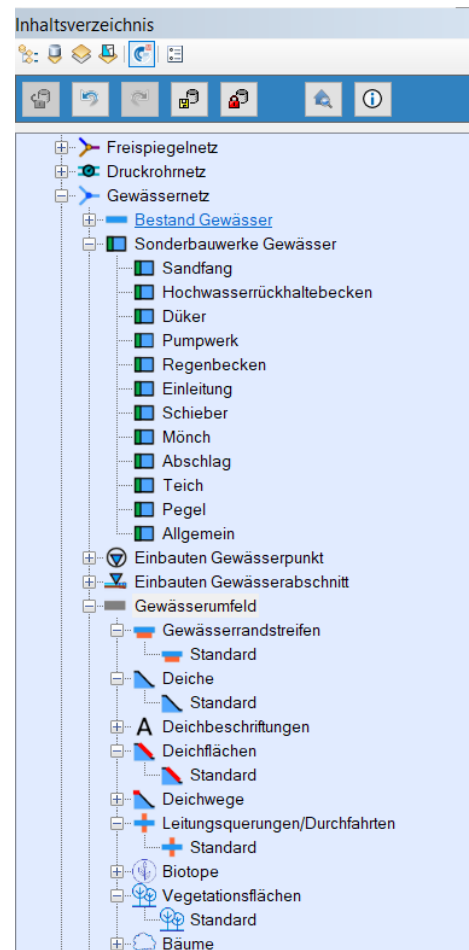 Inhaltsverzeichnis
Freispiegelnetz
Druckrohrnetz
Gewässernetz
Bestand Gewässer
Sonderbauwerke Gewässer
Sandfang
Hochwasserrückhaltebecken
Düker
Pumpwerk
Regenbecken
Einleitung
Schieber
Mönch
Abschlag
Teich
Pegel
Allgemein
Einbauten Gewässerpunkt
Einbauten Gewässerabschnitt
Gewässerumfeld
Gewässerrandstreifen
Standard
Deiche
Standard
A Deichbeschriftungen
Deichflächen
Standard
Deichwege
Leitungsquerungen/Durchfahrten
Standard
Biotope
Vegetationsflächen
Standard
Bäume